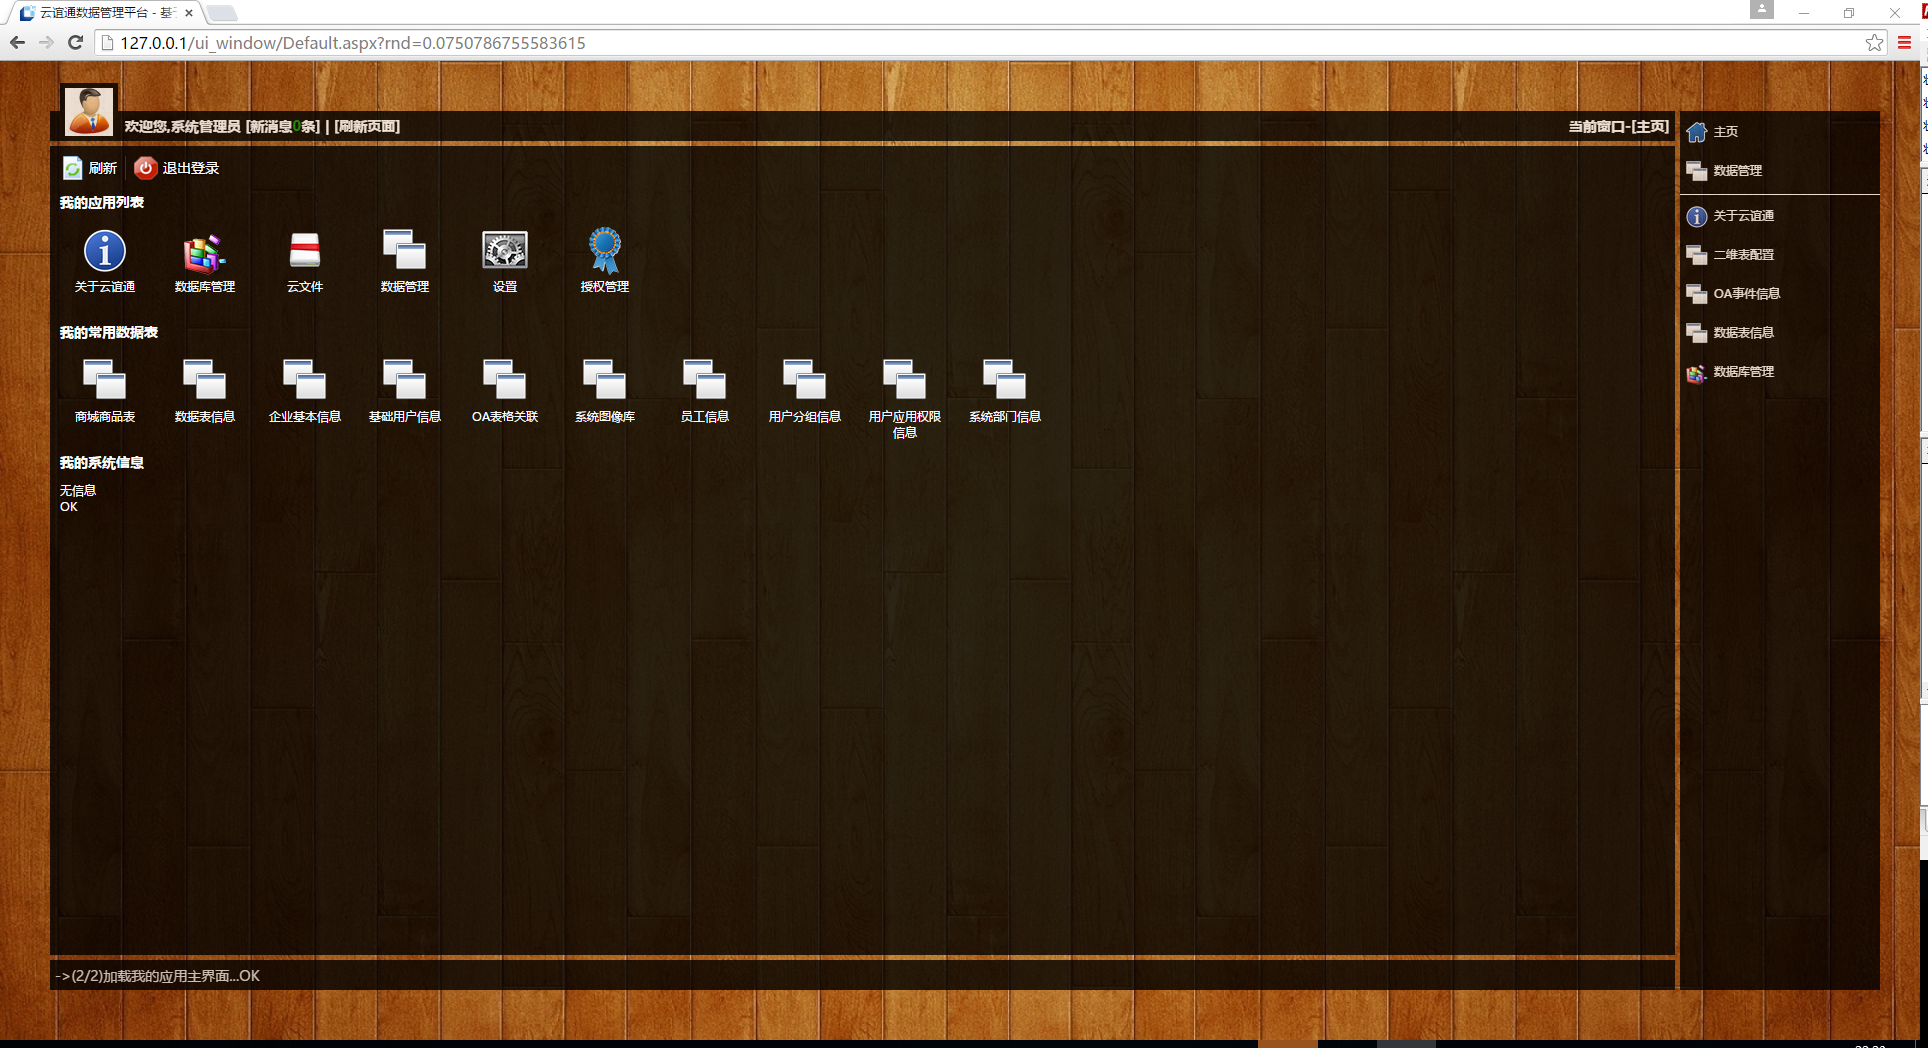 云谊通数据管理平台 - 基
127.0.0.1/ui_window/Default.aspx?rnd=0.0750786755583615
欢迎您,系统管理员 [新消息0条] | [刷新页面]
当前窗口-[主页]
刷新
退出登录
我的应用列表
关于云谊通
数据库管理
云文件
数据管理
设置
授权管理
我的常用数据表
商城商品表
数据表信息
企业基本信息
基础用户信息
OA表格关联
系统图像库
员工信息
用户分组信息
用户应用权限
信息
系统部门信息
我的系统信息
无信息
OK
->(2/2)加载我的应用主界面...OK
主页
数据管理
关于云谊通
二维表配置
OA事件信息
数据表信息
数据库管理